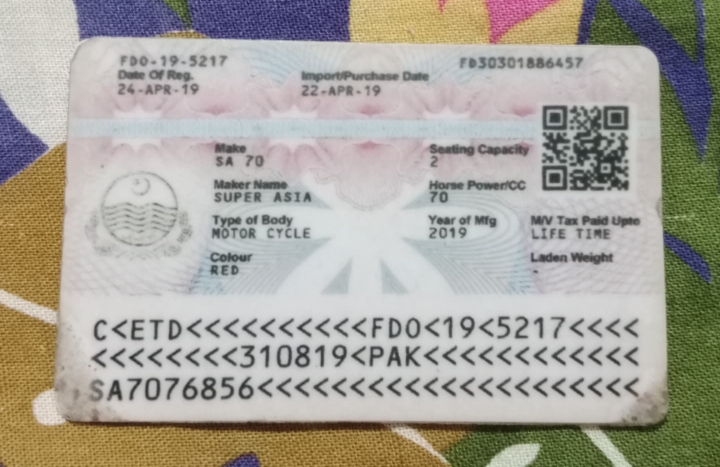 FDO-19-5217 FD30301886457
Date Of Reg. Import/Purchase Date
24-APR-19 22-APR-19
Make Seating Capacity
SA 70 2
Maker Name Horse Power/CC
SUPER ASIA 70
Type of Body Year of Mfg M/V Tax Paid Upto
MOTOR CYCLE 2019 LIFE TIME
Colour Laden Weight
RED -
C<ETD<<<<<<<<<<FDO<19<5217<<<<
<<<<<<<<310819<PAK<<<<<<<<<<<<
SA7076856<<<<<<<<<<<<<<<<<<<<<